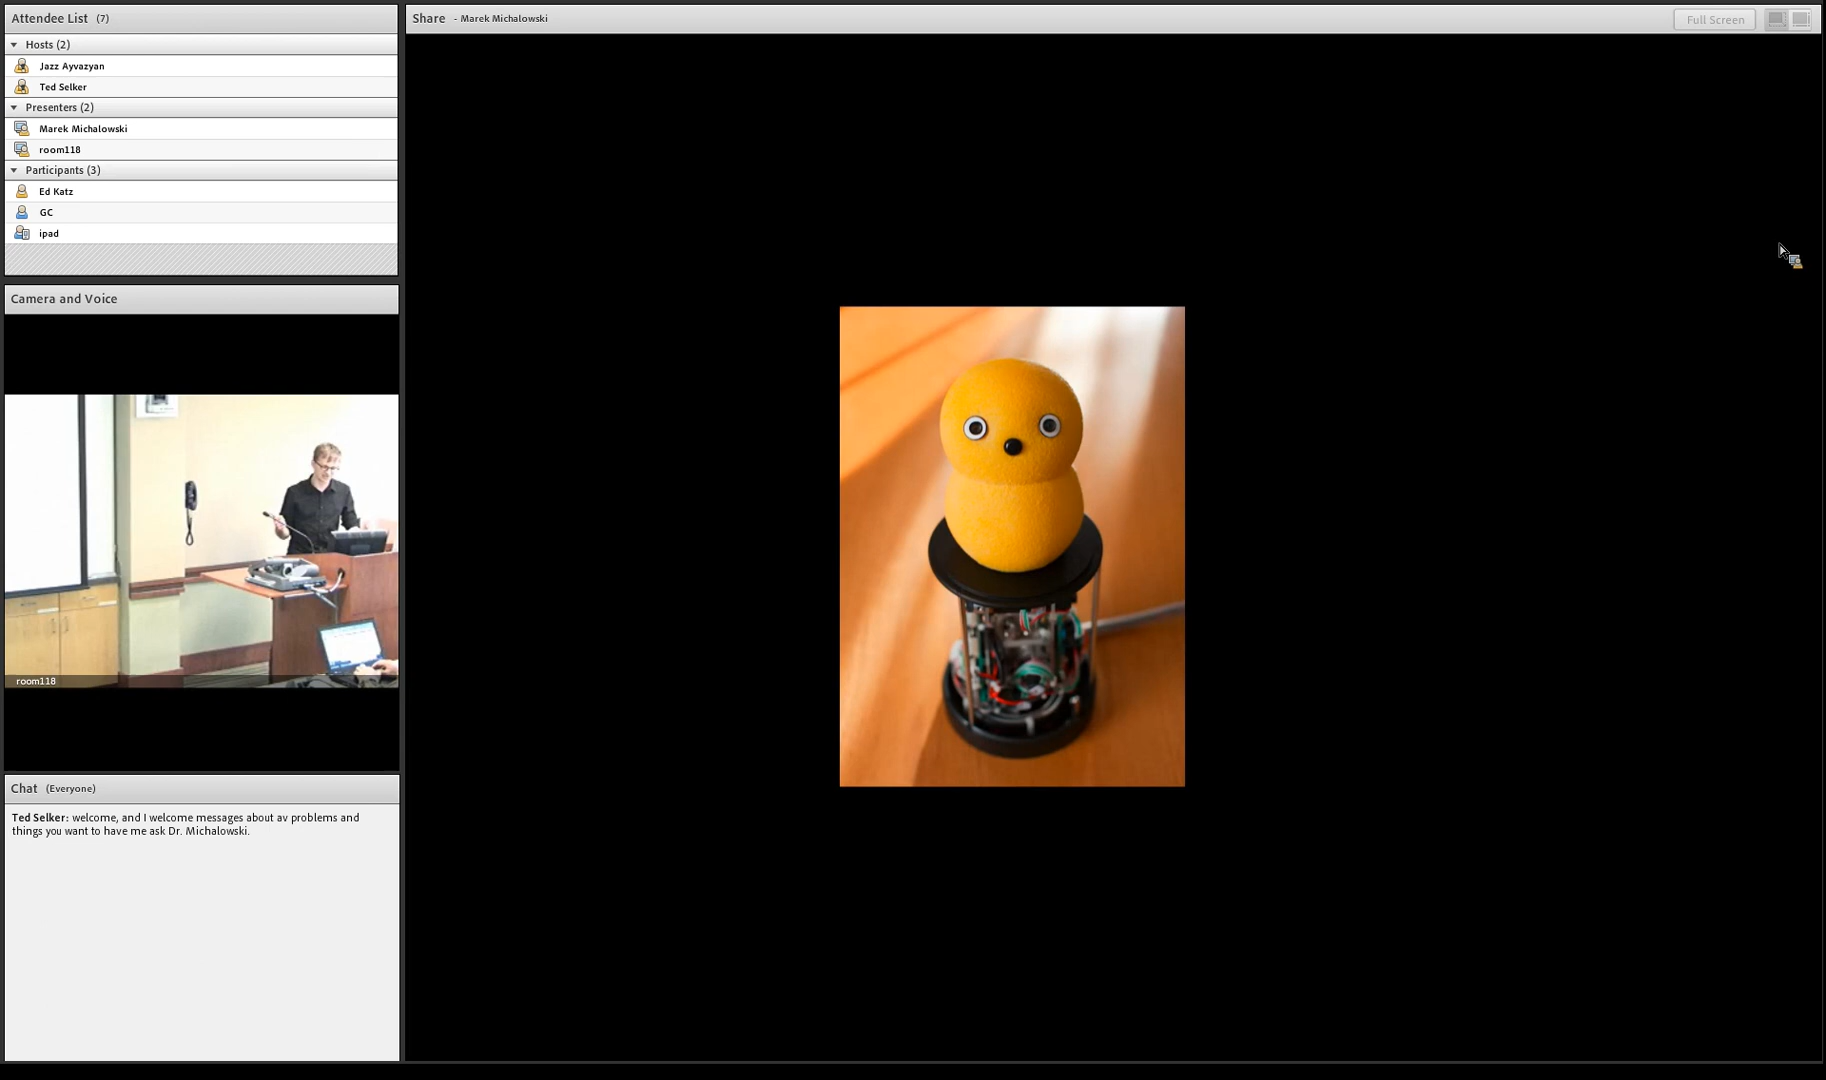 Attendee List (7)
Hosts (2)
Jazz Ayvazyan
Ted Selker
Presenters (2)
Marek Michalowski
room118
Participants (3)
Ed Katz
GC
ipad
Camera and Voice
room118
Chat (Everyone)
Ted Selker: welcome, and I welcome messages about av problems and
things you want to have me ask Dr. Michalowski.
Share - Marek Michalowski
Full Screen